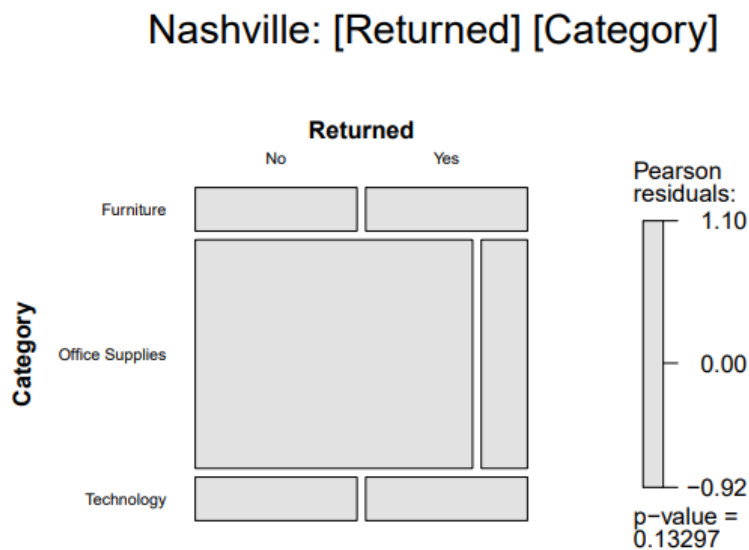 Nashville: [Returned] [Category]
Returned
No Yes
Category
Furniture
Office Supplies
Technology
Pearson
residuals:
1.10
0.00
−0.92
p−value =
0.13297